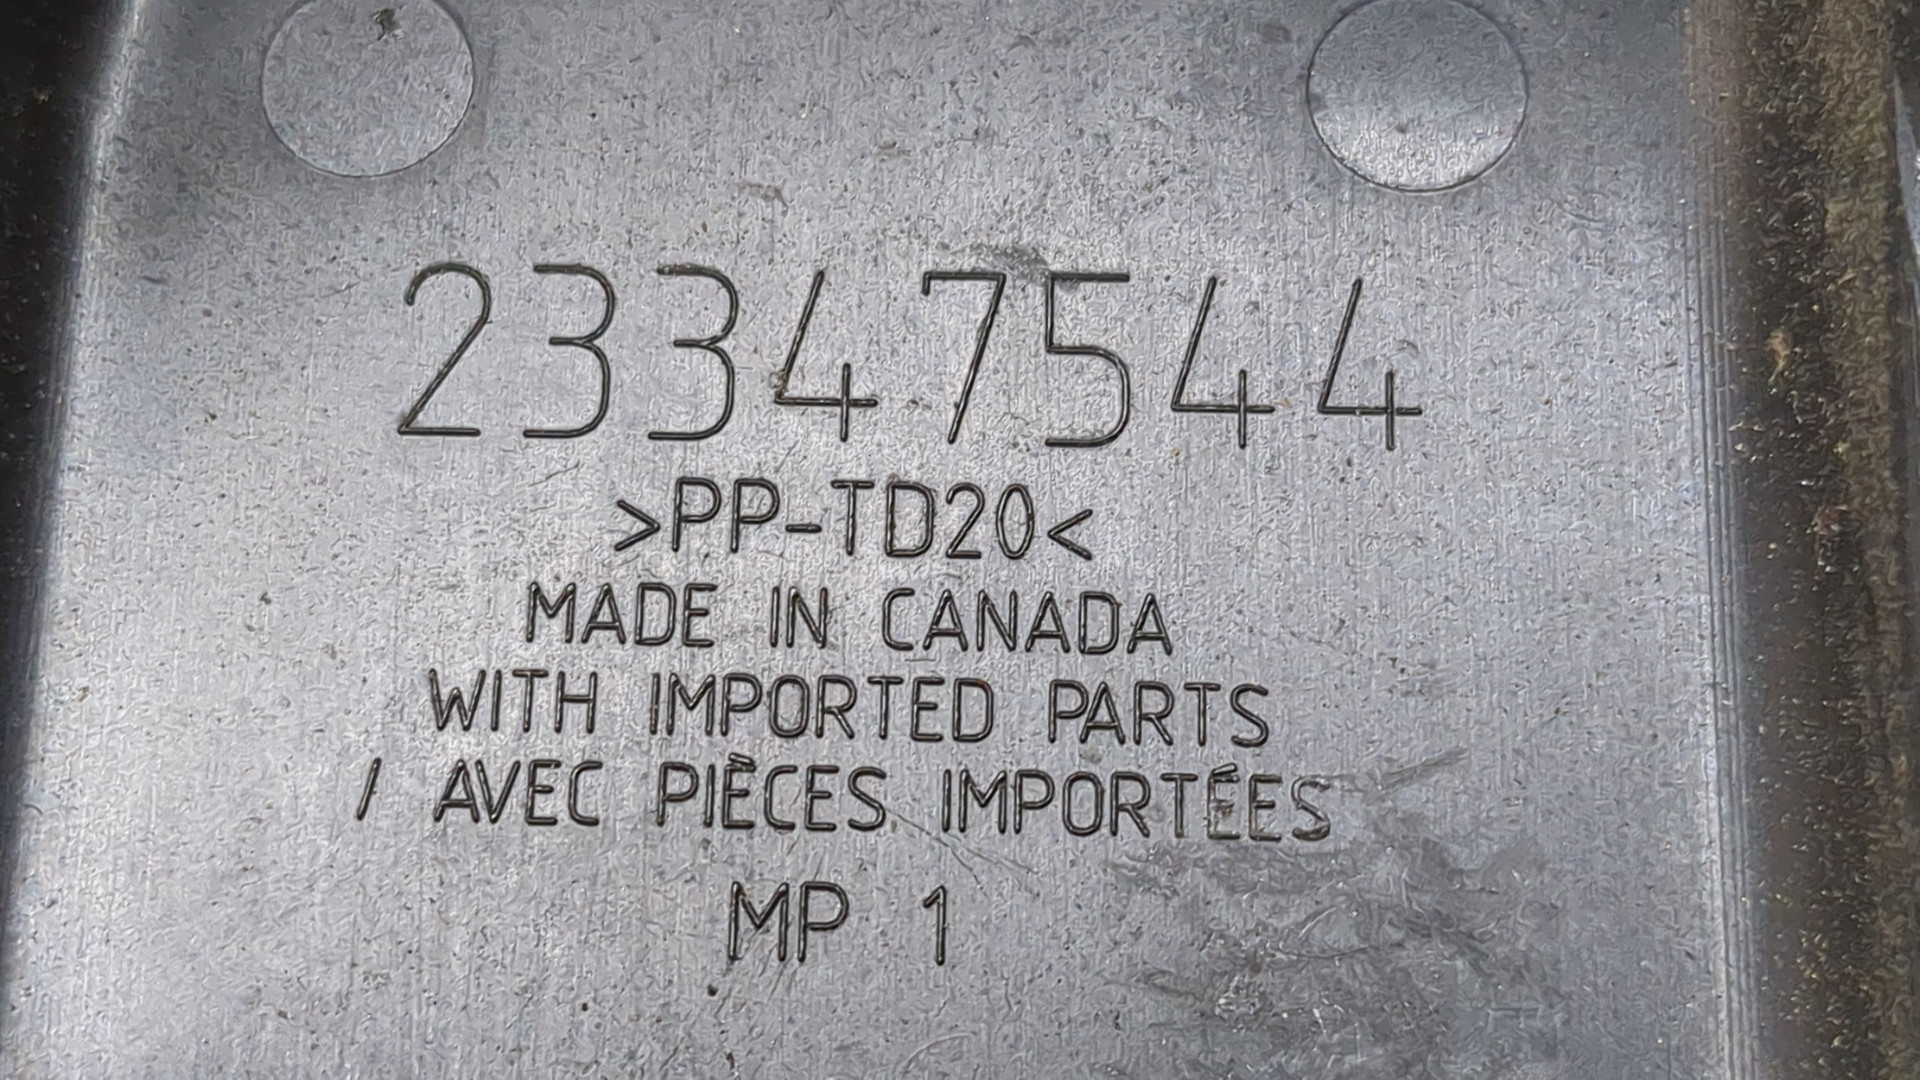 23347544
>PP-TD20<
MADE IN CANADA
WITH IMPORTED PARTS
/ AVEC PIÈCES IMPORTÉES
MP 1